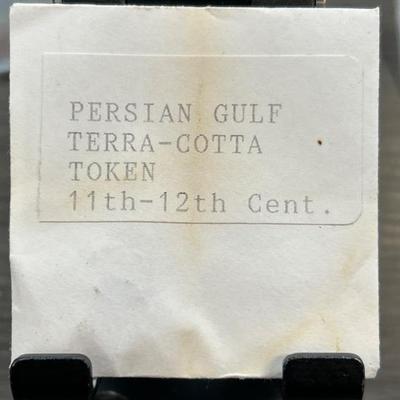 PERSIAN GULF
TERRA-COTTA
TOKEN
11th-12th Cent.